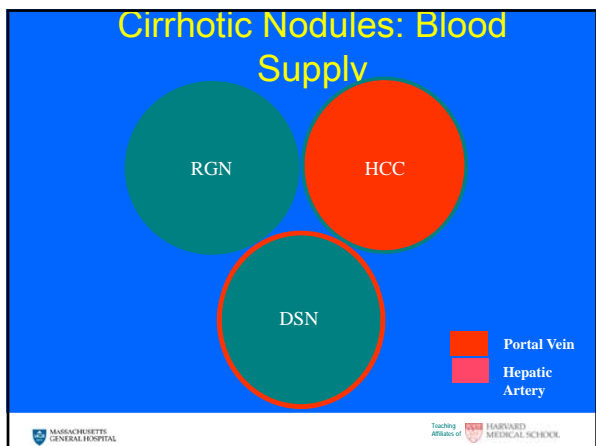 Cirrhotic Nodules: Blood
Supply
RGN
HCC
DSN
Portal Vein
Hepatic
Artery
MASSACHUSETTS
GENERAL HOSPITAL
Teaching
Affiliates of
HARVARD
MEDICAL SCHOOL